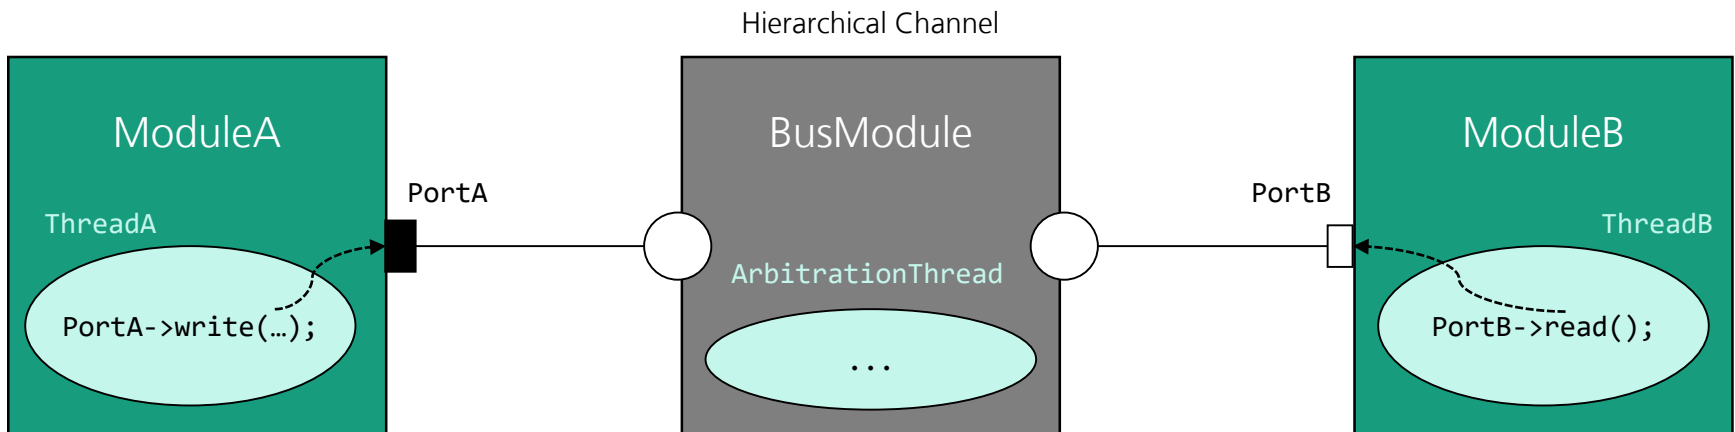 Hierarchical Channel
ModuleA
BusModule
ModuleB
PortA
PortB
ThreadA
ThreadB
ArbitrationThread
PortA->write(…);
...
PortB->read();